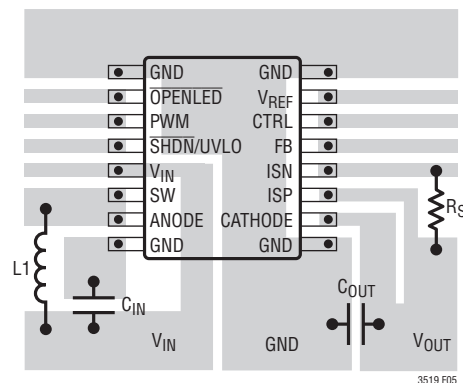 GND GND
OPENLED VREF
PWM CTRL
SHDN/UVLO FB
VIN ISN
SW ISP
ANODE CATHODE
GND GND
RS
L1
CIN
COUT
VIN
GND
VOUT
3519 F05